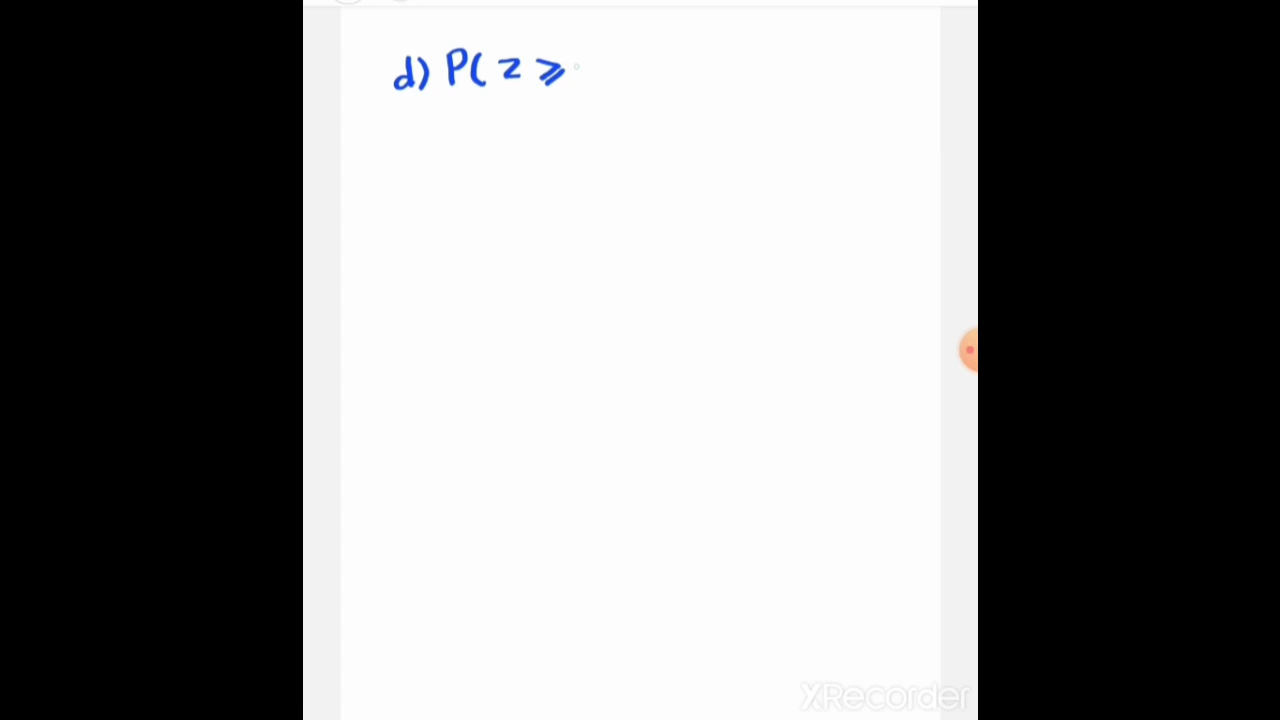 d) P( z ⩾
XRecorder